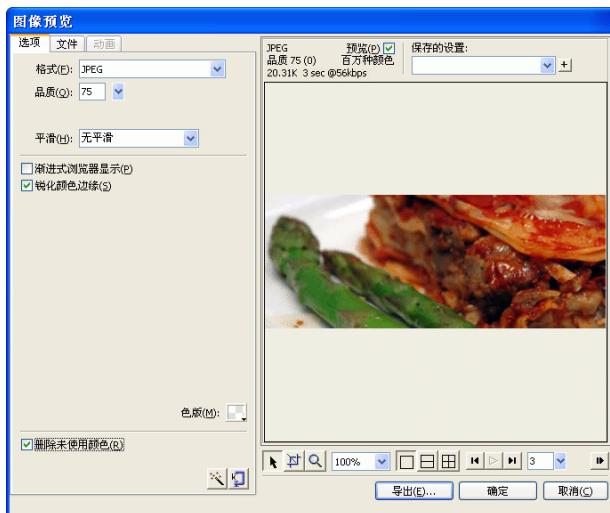 图像预览
选项 文件 动画
格式(F): JPEG
品质(Q): 75
平滑(H): 无平滑
渐进式浏览器显示(P)
锐化颜色边缘(S)
色版(M):
删除未使用颜色(R)
JPEG 预览(P)
品质 75 (0) 百万种颜色
20.31K 3 sec @56kbps
保存的设置:
100%
3
导出(E)... 确定 取消(C)